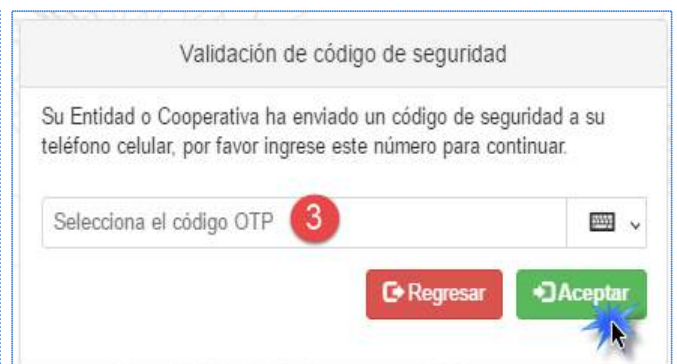 Validación de código de seguridad
Su Entidad o Cooperativa ha enviado un código de seguridad a su
teléfono celular, por favor ingrese este número para continuar.
Selecciona el código OTP 3
Regresar Aceptar